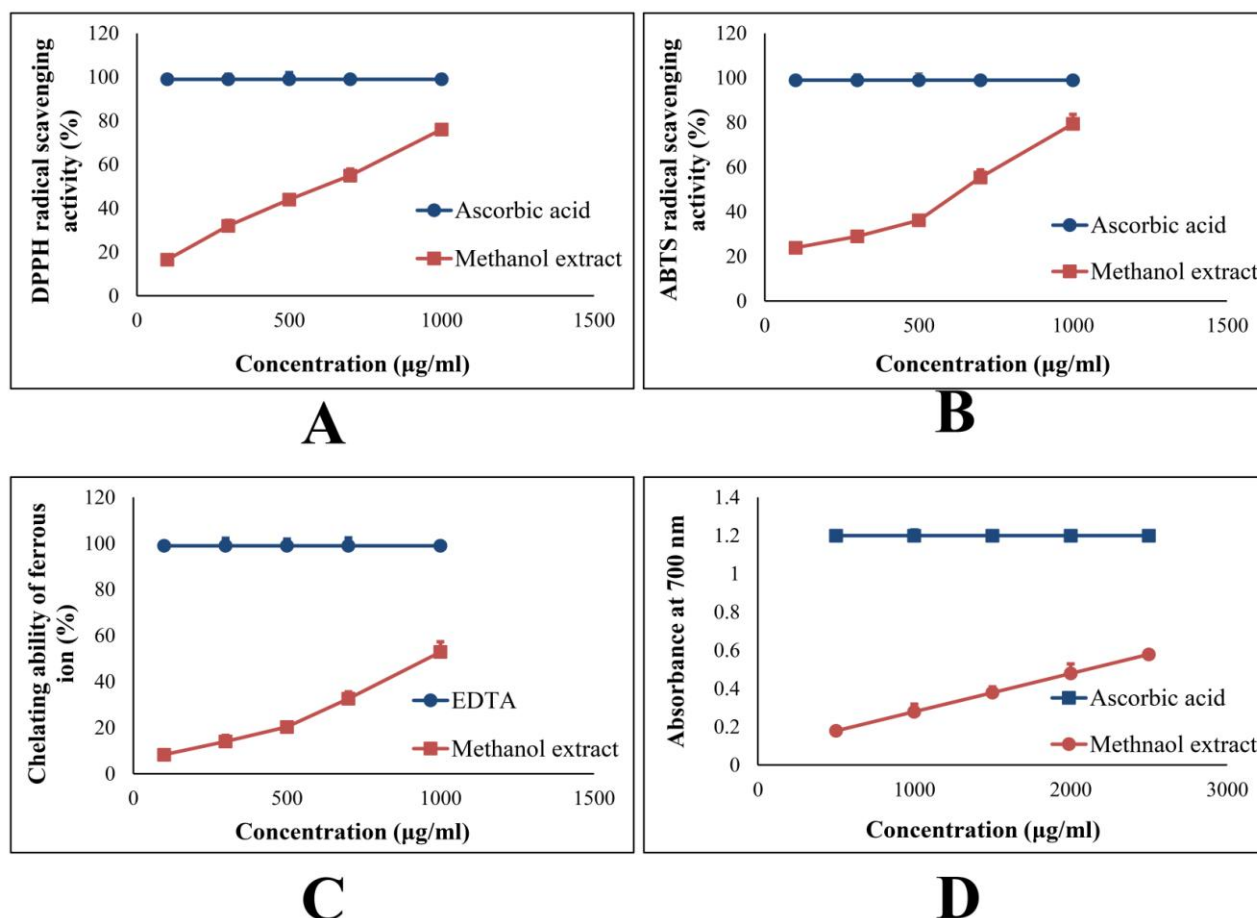 120
100
80
60
40
20
0
DPPH radical scavenging
activity (%)
Ascorbic acid
Methanol extract
0 500 1000 1500
Concentration (µg/ml)
A
120
100
80
60
40
20
0
ABTS radical scavenging
activity (%)
Ascorbic acid
Methanol extract
0 500 1000 1500
Concentration (µg/ml)
B
120
100
80
60
40
20
0
Chelating ability of ferrous
ion (%)
EDTA
Methanol extract
0 500 1000 1500
Concentration (µg/ml)
C
1.4
1.2
1
0.8
0.6
0.4
0.2
0
Absorbance at 700 nm
Ascorbic acid
Methnaol extract
0 1000 2000 3000
Concentration (µg/ml)
D